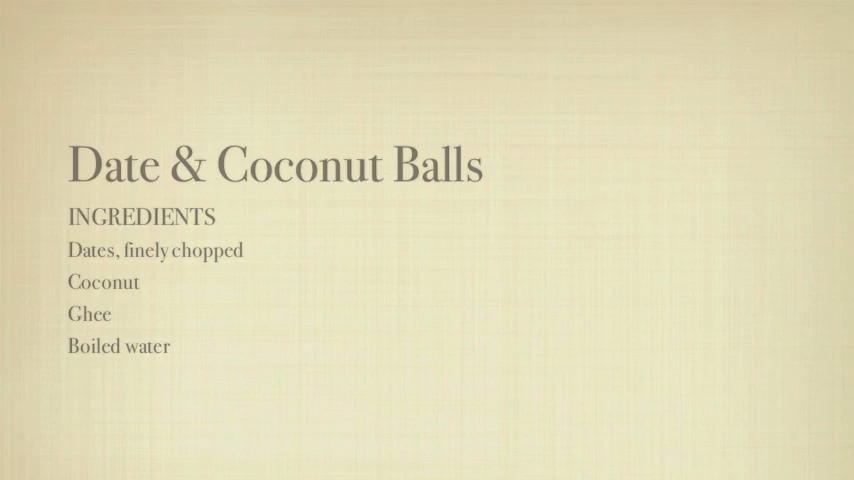 Date & Coconut Balls
INGREDIENTS
Dates, finely chopped
Coconut
Ghee
Boiled water